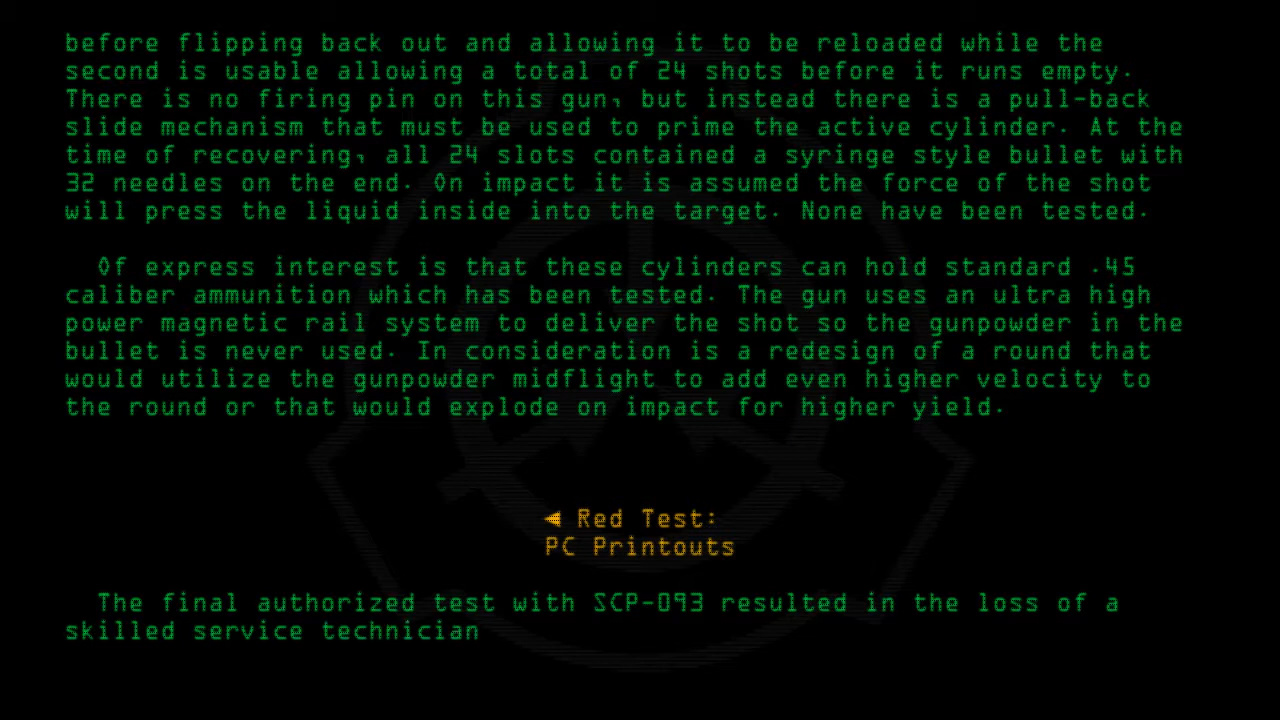 before flipping back out and allowing it to be reloaded while the
second is usable allowing a total of 24 shots before it runs empty.
There is no firing pin on this gun, but instead there is a pull-back
slide mechanism that must be used to prime the active cylinder. At the
time of recovering, all 24 slots contained a syringe style bullet with
32 needles on the end. On impact it is assumed the force of the shot
will press the liquid inside into the target. None have been tested.
Of express interest is that these cylinders can hold standard .45
caliber ammunition which has been tested. The gun uses an ultra high
power magnetic rail system to deliver the shot so the gunpowder in the
bullet is never used. In consideration is a redesign of a round that
would utilize the gunpowder midflight to add even higher velocity to
the round or that would explode on impact for higher yield.
◄ Red Test:
PC Printouts
The final authorized test with SCP-093 resulted in the loss of a
skilled service technician